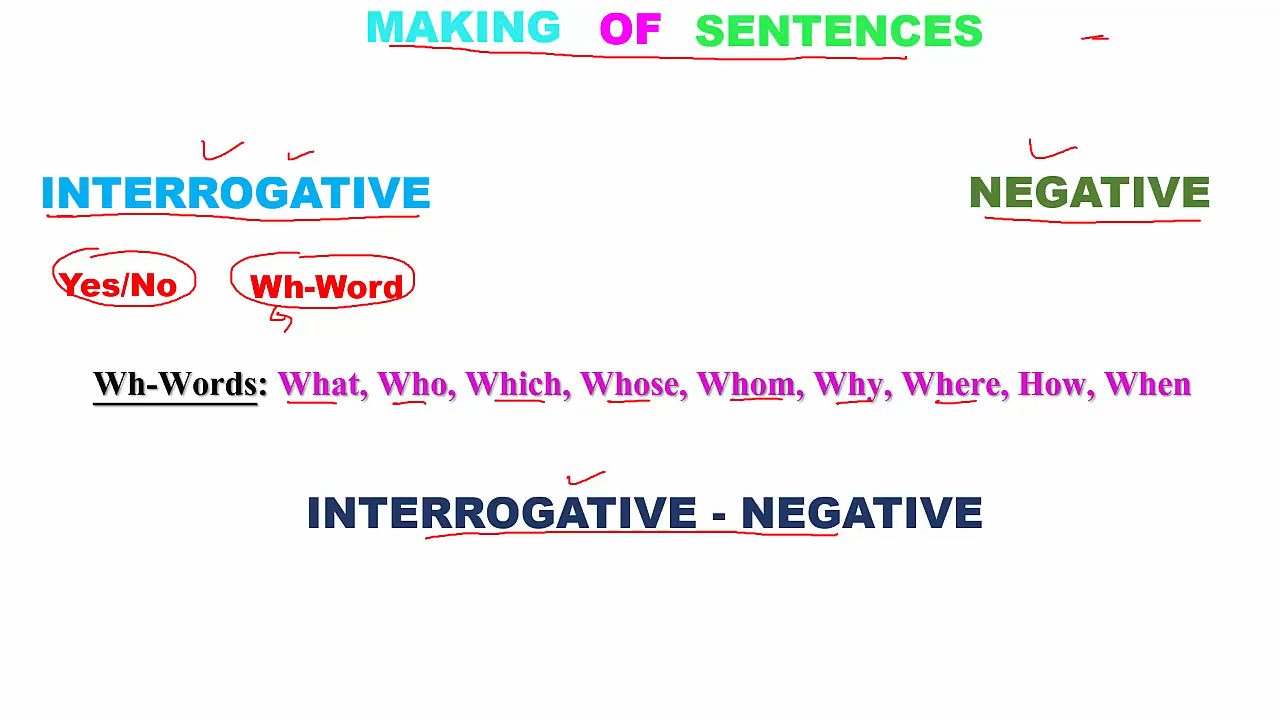 MAKING OF SENTENCES
INTERROGATIVE NEGATIVE
Yes/No Wh-Word
Wh-Words: What, Who, Which, Whose, Whom, Why, Where, How, When
INTERROGATIVE - NEGATIVE